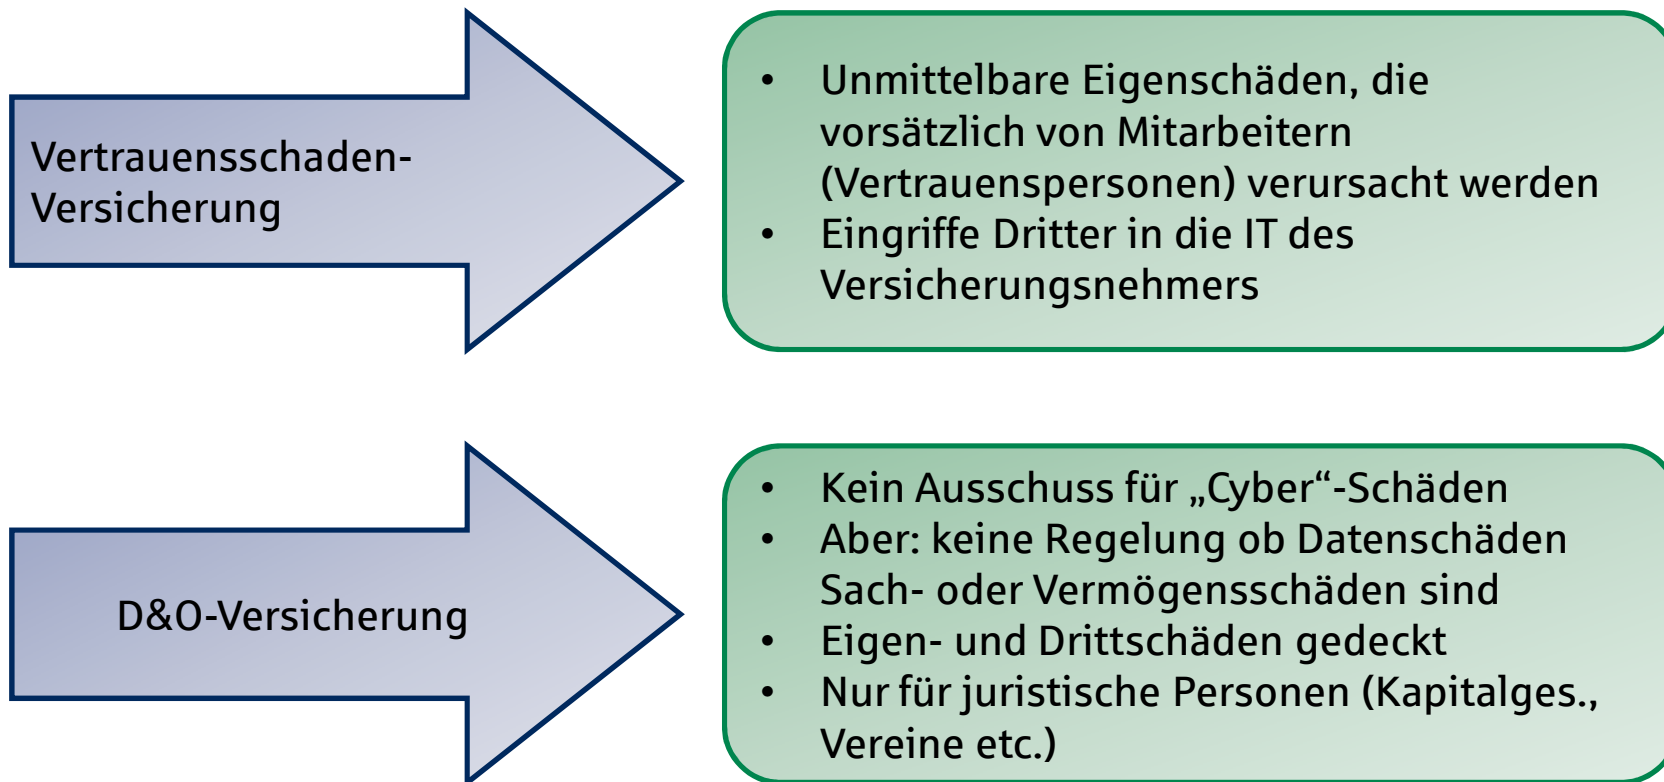 Vertrauensschaden-
Versicherung
• Unmittelbare Eigenschäden, die
vorsätzlich von Mitarbeitern
(Vertrauenspersonen) verursacht werden
• Eingriffe Dritter in die IT des
Versicherungsnehmers
D&O-Versicherung
• Kein Ausschuss für „Cyber“-Schäden
• Aber: keine Regelung ob Datenschäden
Sach- oder Vermögensschäden sind
• Eigen- und Drittschäden gedeckt
• Nur für juristische Personen (Kapitalges.,
Vereine etc.)